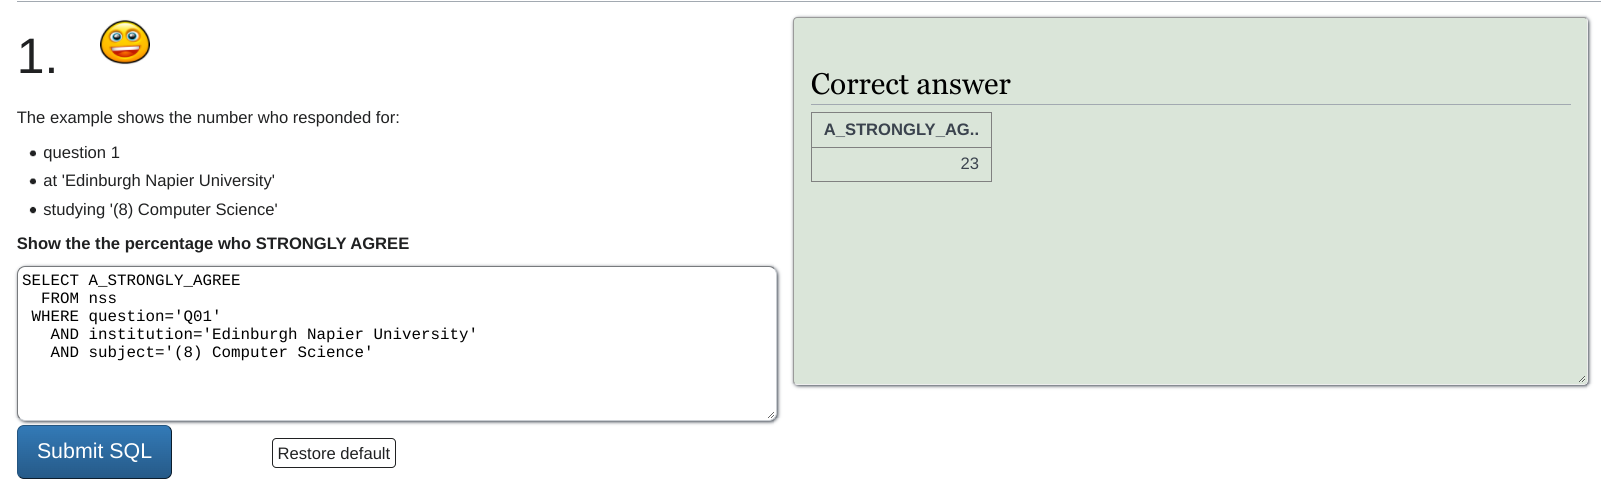 1.
The example shows the number who responded for:
• question 1
• at 'Edinburgh Napier University'
• studying '(8) Computer Science'
Show the the percentage who STRONGLY AGREE
SELECT A_STRONGLY_AGREE
  FROM nss
 WHERE question='Q01'
   AND institution='Edinburgh Napier University'
   AND subject='(8) Computer Science'
Submit SQL
Restore default
Correct answer
A_STRONGLY_AG..
23